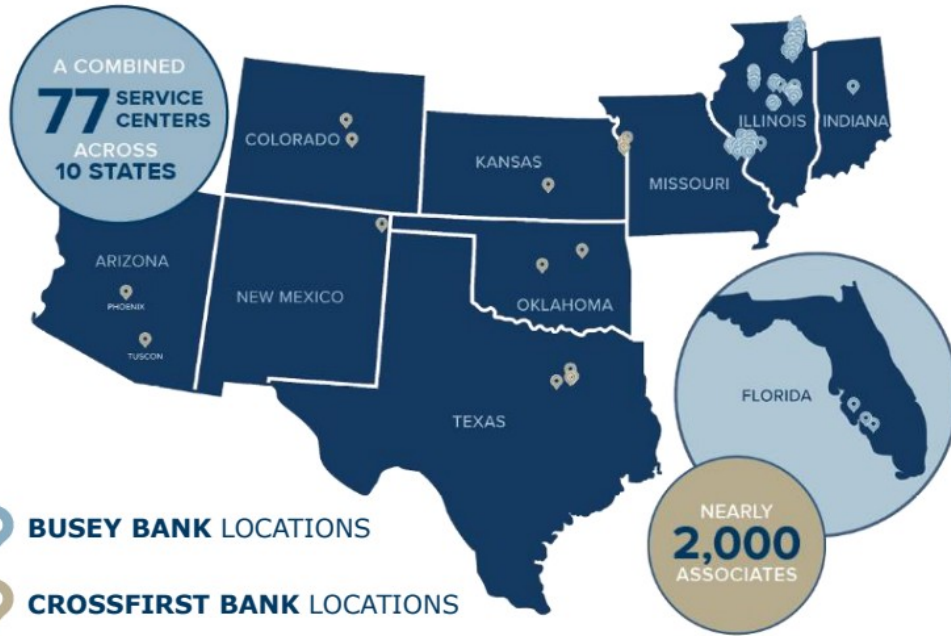 A COMBINED
77 SERVICE
CENTERS
ACROSS
10 STATES
COLORADO
KANSAS
MISSOURI
ILLINOIS
INDIANA
ARIZONA
PHOENIX
TUSCON
NEW MEXICO
OKLAHOMA
TEXAS
FLORIDA
NEARLY
2,000
ASSOCIATES
BUSEY BANK LOCATIONS
CROSSFIRST BANK LOCATIONS